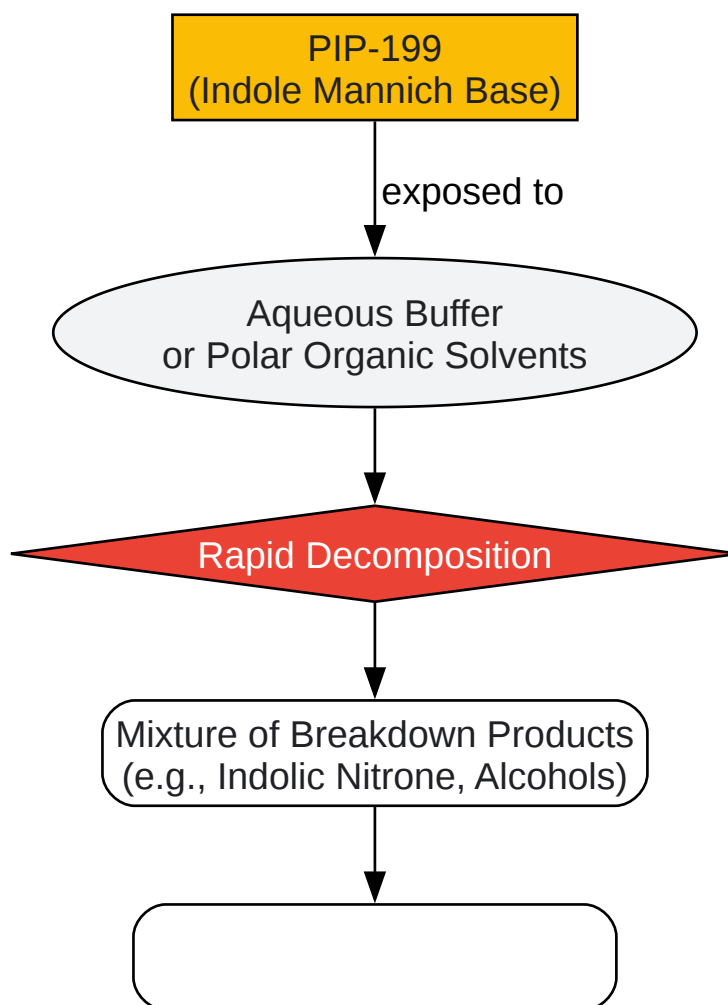 PIP-199
(Indole Mannich Base)
exposed to
Aqueous Buffer
or Polar Organic Solvents
Rapid Decomposition
Mixture of Breakdown Products
(e.g., Indolic Nitrone, Alcohols)